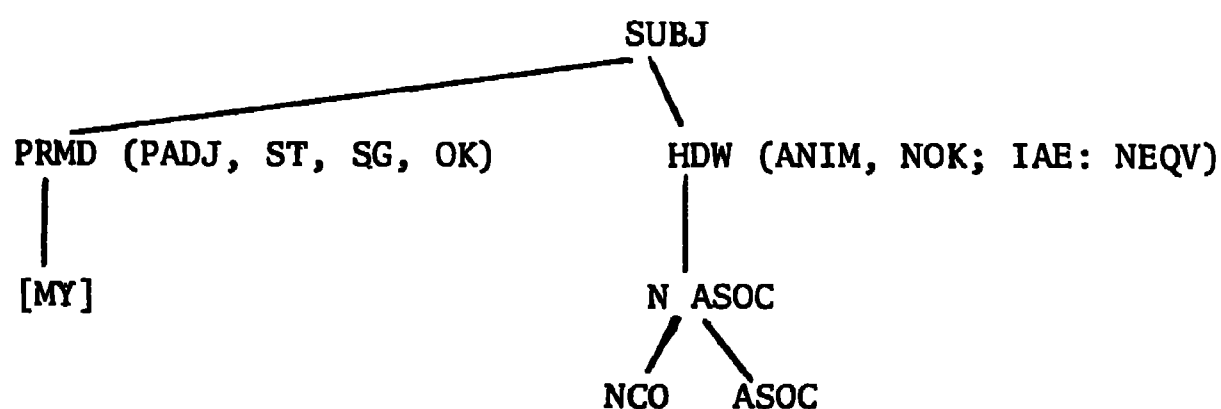 SUBJ
PRMD (PADJ, ST, SG, OK) HDW (ANIM, NOK; IAE: NEQV)
[MY] N ASOC
NCO ASOC